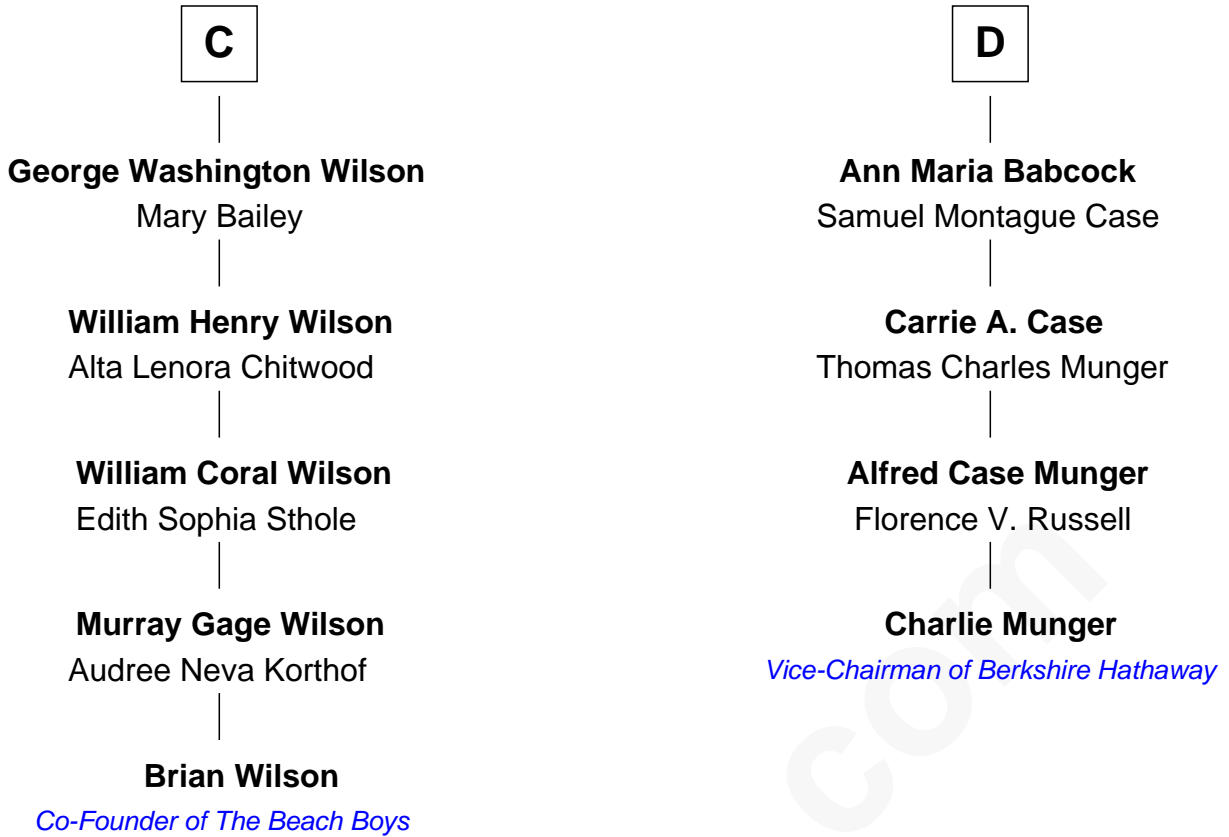 C
George Washington Wilson
Mary Bailey
William Henry Wilson
Alta Lenora Chitwood
William Coral Wilson
Edith Sophia Sthole
Murray Gage Wilson
Audree Neva Korthof
Brian Wilson
Co-Founder of The Beach Boys
D
Ann Maria Babcock
Samuel Montague Case
Carrie A. Case
Thomas Charles Munger
Alfred Case Munger
Florence V. Russell
Charlie Munger
Vice-Chairman of Berkshire Hathaway
com